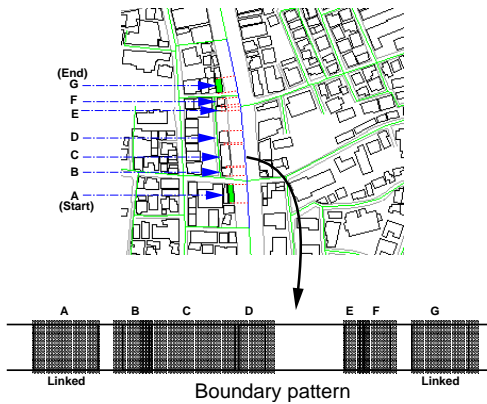 (End)
G
F
E
D
C
B
A
(Start)
A B C D E F G
Linked Linked
Boundary pattern